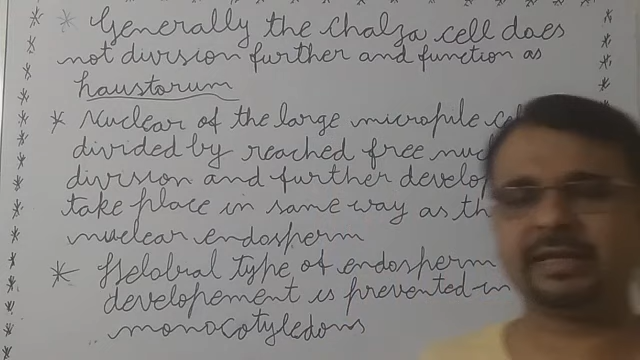 * Generally the Chalza cell does
not division further and function as
haustorum
* Nuclear of the large micropile
divided by reached free
division and further
take place in same way as
nuclear endosperm
* Helobial type of endosperm
developement is prevented in
monocotyledons